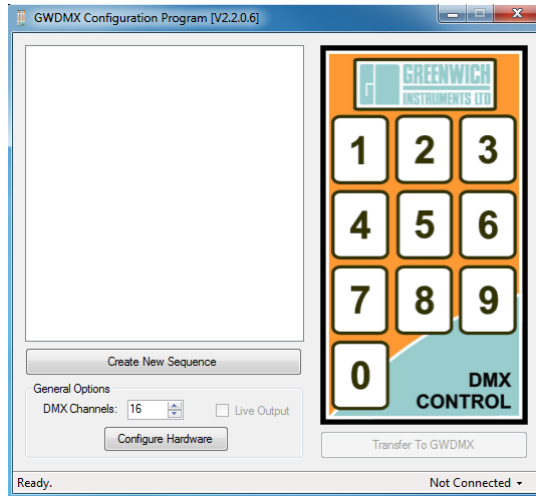 GWDMX Configuration Program [V2.2.0.6]
GREENWICH
INSTRUMENTS LTD
1 2 3
4 5 6
7 8 9
0
DMX
CONTROL
Create New Sequence
General Options
DMX Channels: 16 Live Output
Configure Hardware
Transfer To GWDMX
Ready. Not Connected